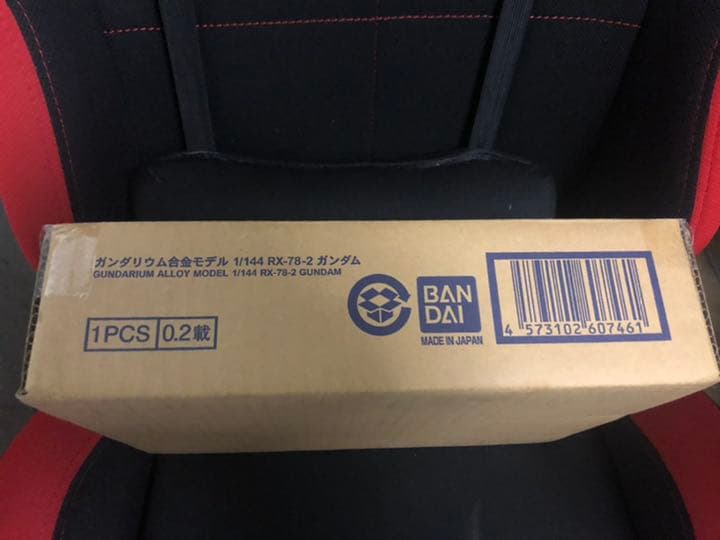 ガンダリウム合金モデル 1/144 RX-78-2 ガンダム
GUNDARIUM ALLOY MODEL 1/144 RX-78-2 GUNDAM
1PCS 0.2載
BAN
DAI
MADE IN JAPAN
4 573102 607461